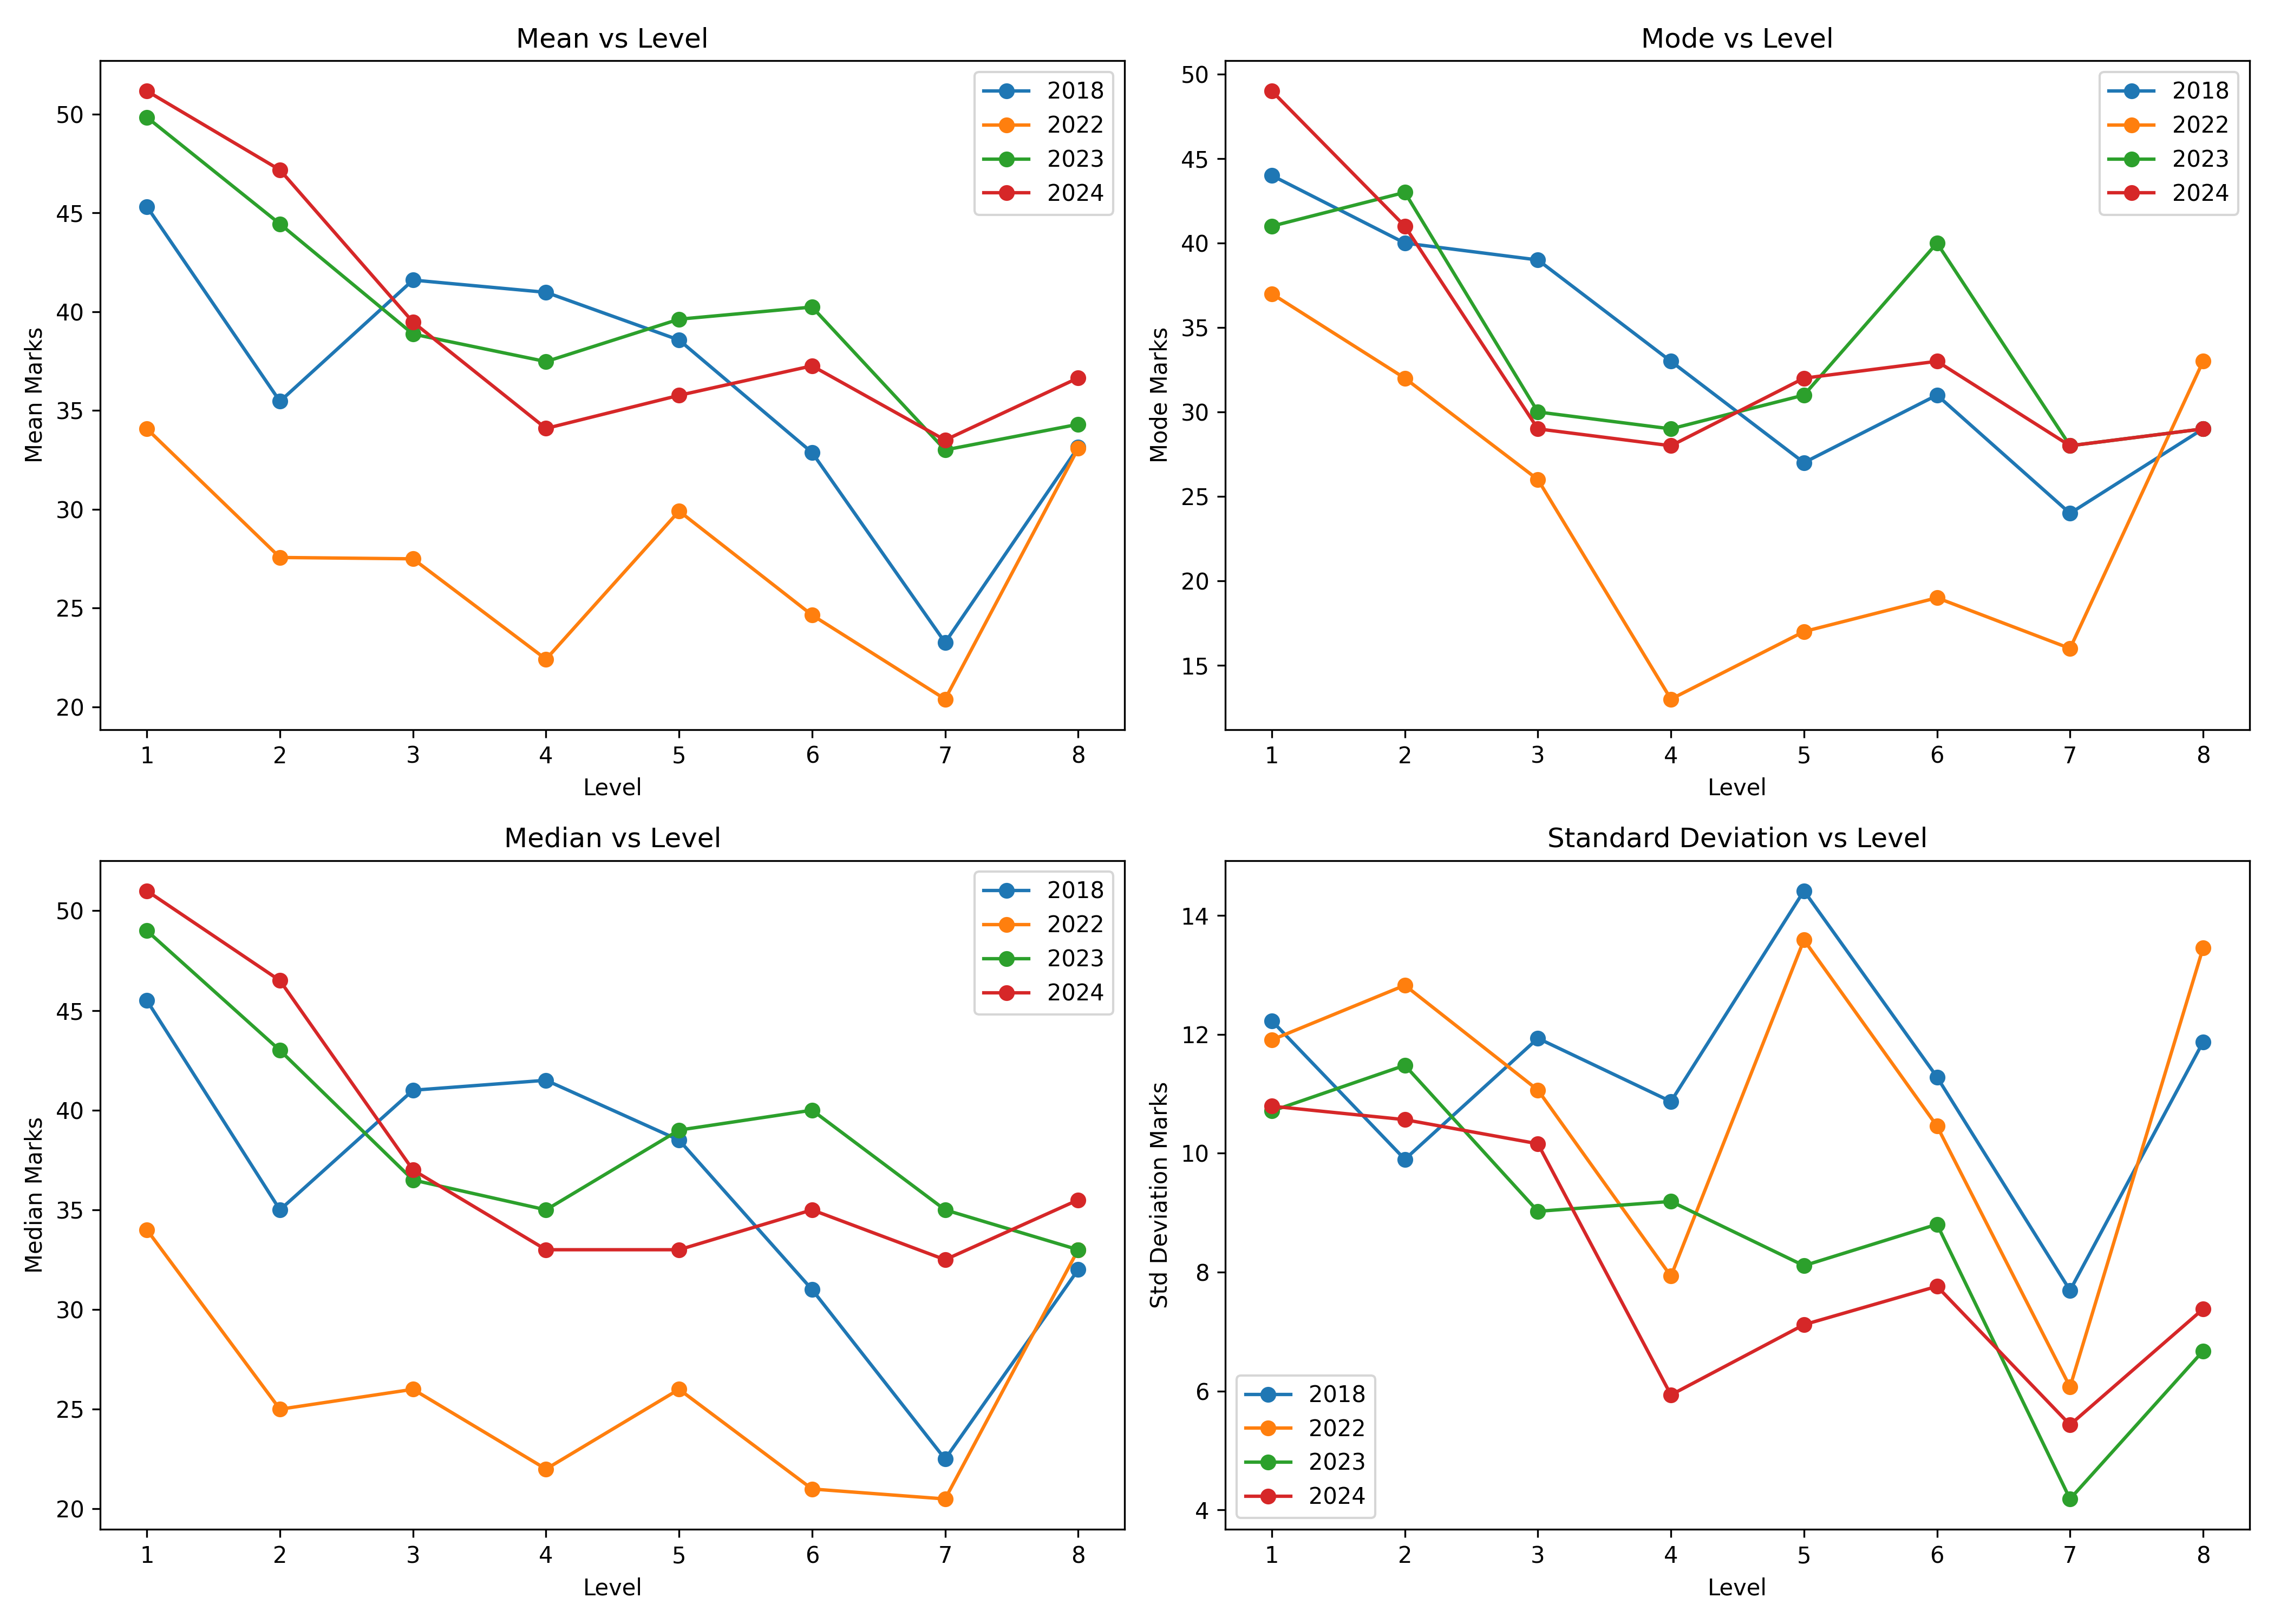 Mean vs Level
Mean Marks
50
45
40
35
30
25
20
1 2 3 4 5 6 7 8
Level
2018
2022
2023
2024
Mode vs Level
Mode Marks
50
45
40
35
30
25
20
15
1 2 3 4 5 6 7 8
Level
2018
2022
2023
2024
Median vs Level
Median Marks
50
45
40
35
30
25
20
1 2 3 4 5 6 7 8
Level
2018
2022
2023
2024
Standard Deviation vs Level
Std Deviation Marks
14
12
10
8
6
4
1 2 3 4 5 6 7 8
Level
2018
2022
2023
2024